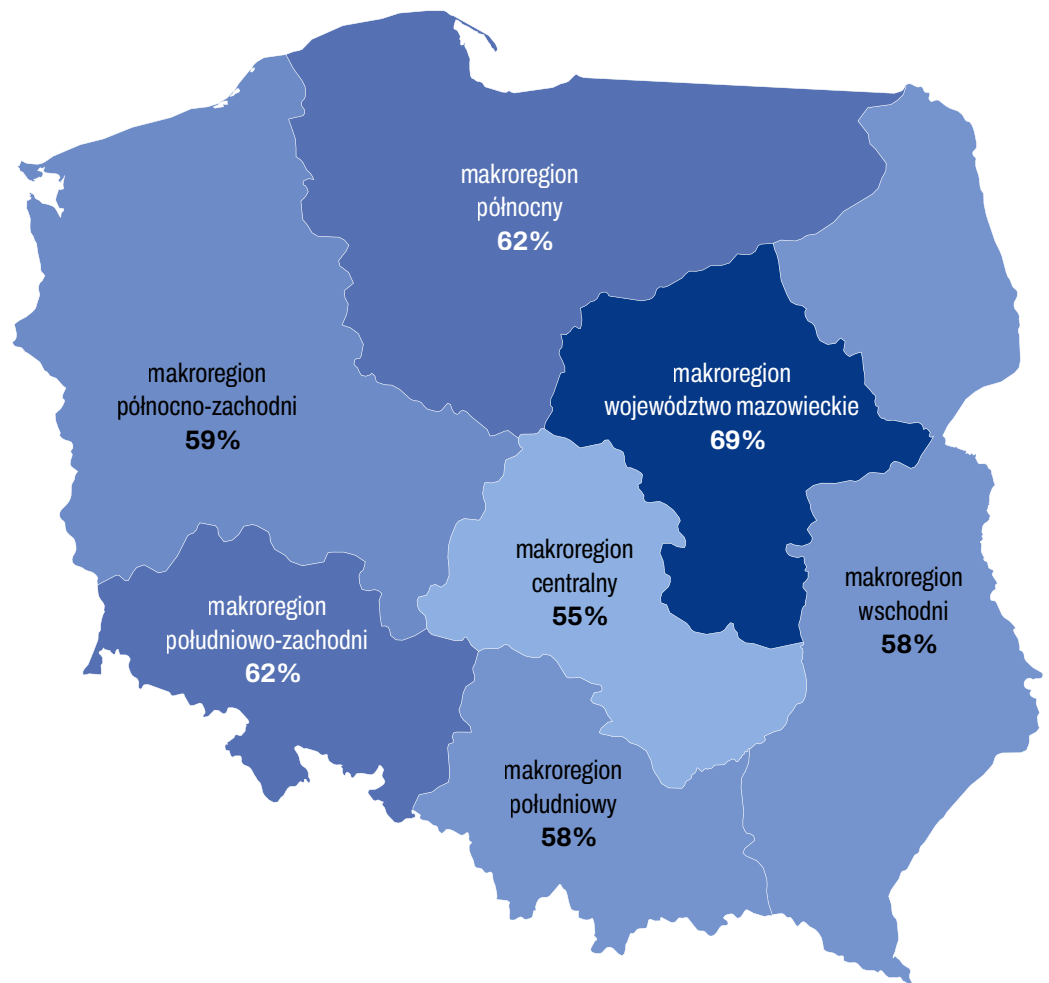 makroregion
północny
62%
makroregion
północno-zachodni
59%
makroregion
województwo mazowieckie
69%
makroregion
centralny
55%
makroregion
wschodni
58%
makroregion
południowo-zachodni
62%
makroregion
południowy
58%